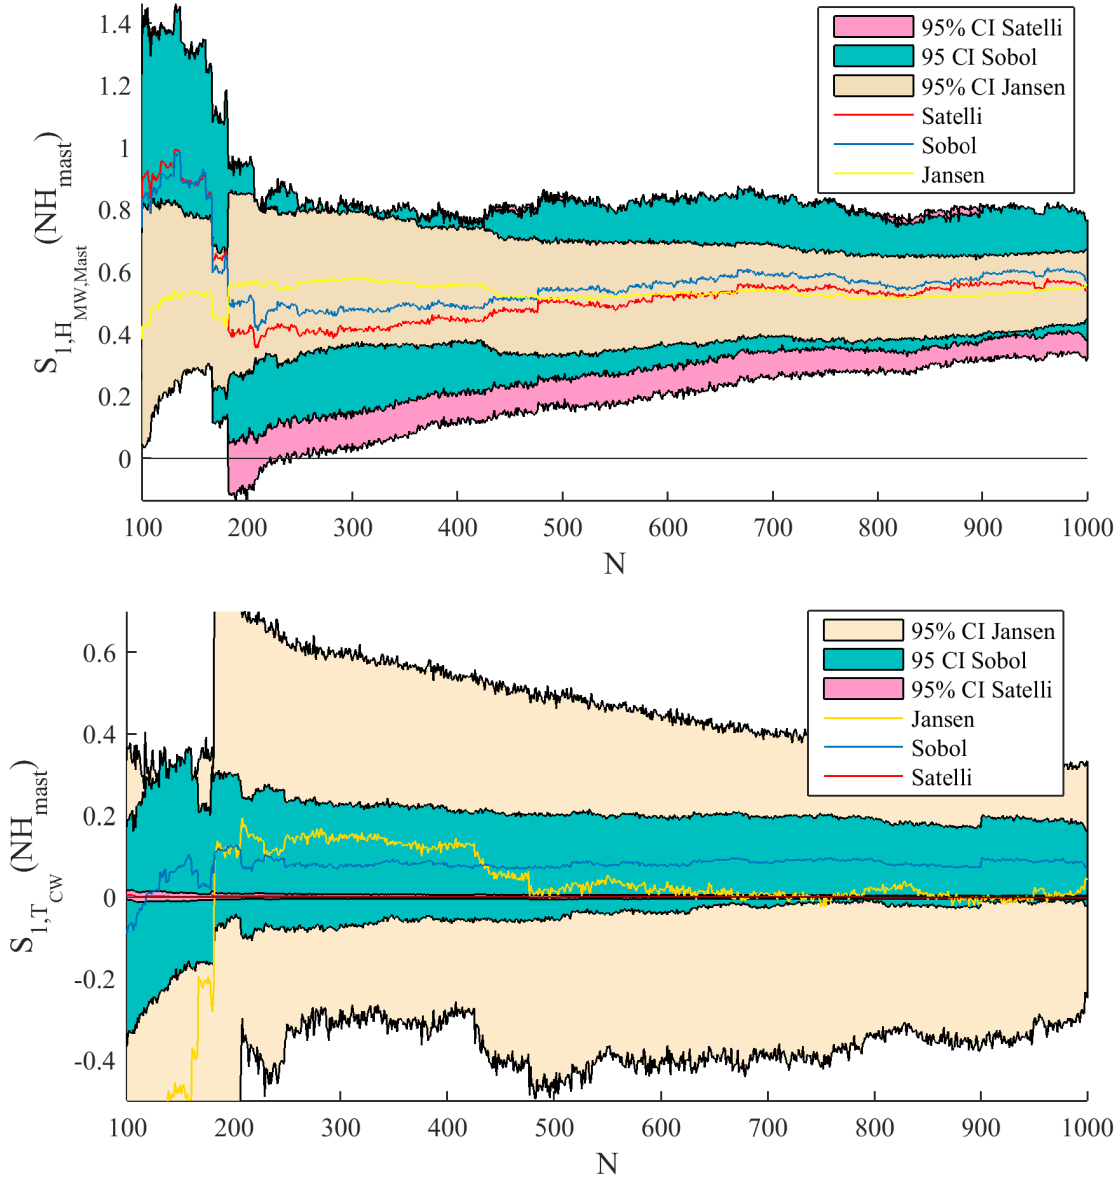 1.4
1.2
1
0.8
0.6
0.4
0.2
0
S1,HMW,Mast (NHmast)
95% CI Satelli
95 CI Sobol
95% CI Jansen
Satelli
Sobol
Jansen
100 200 300 400 500 600 700 800 900 1000
N
0.6
0.4
0.2
0
-0.2
-0.4
S1,TCW (NHmast)
95% CI Jansen
95 CI Sobol
95% CI Satelli
Jansen
Sobol
Satelli
100 200 300 400 500 600 700 800 900 1000
N